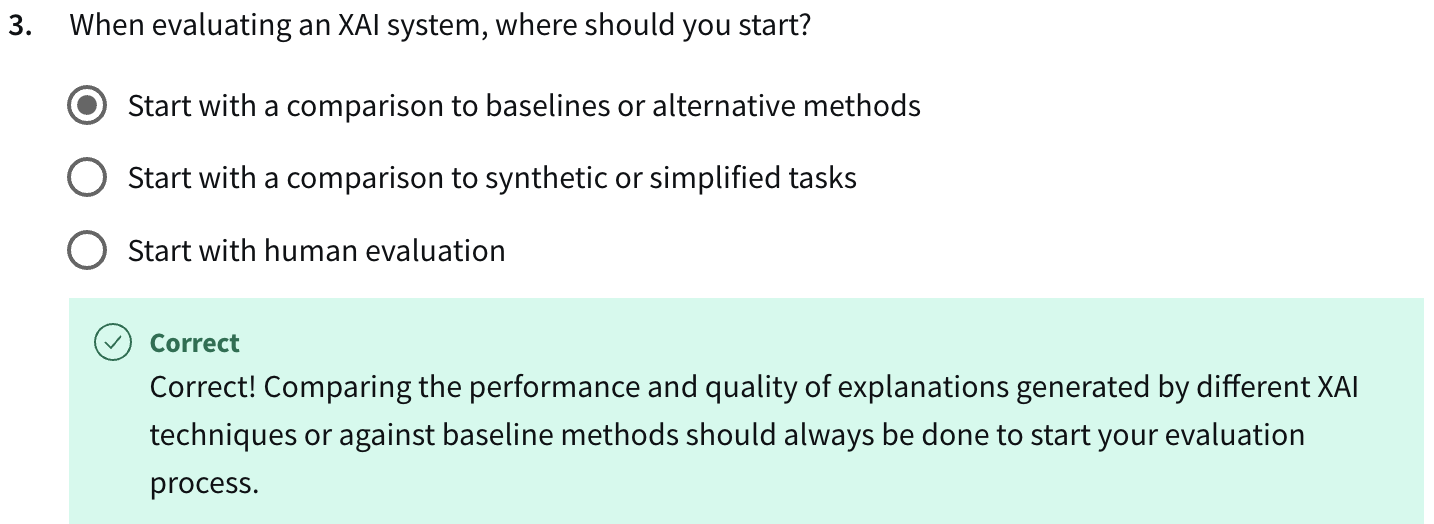 3. When evaluating an XAI system, where should you start?
Start with a comparison to baselines or alternative methods
Start with a comparison to synthetic or simplified tasks
Start with human evaluation
Correct
Correct! Comparing the performance and quality of explanations generated by different XAI
techniques or against baseline methods should always be done to start your evaluation
process.